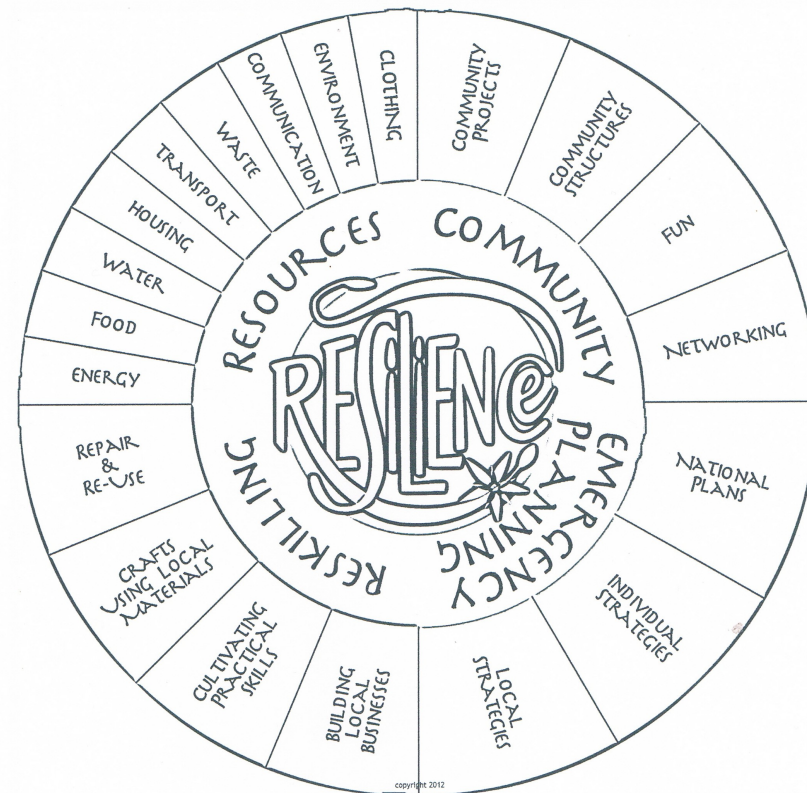 RESILIENCE
RESOURCES
COMMUNITY
EMERGENCY
PLANNING
RESKILLING
COMMUNITY
PROJECTS
COMMUNITY
STRUCTURES
FUN
NETWORKING
NATIONAL
PLANS
INDIVIDUAL
STRATEGIES
LOCAL
STRATEGIES
BUILDING
LOCAL
BUSINESSES
CULTIVATING
PRACTICAL
SKILLS
CRAFTS
USING LOCAL
MATERIALS
REPAIR
&
RE-USE
ENERGY
FOOD
WATER
HOUSING
TRANSPORT
WASTE
COMMUNICATION
ENVIRONMENT
CLOTHING
copyright 2012